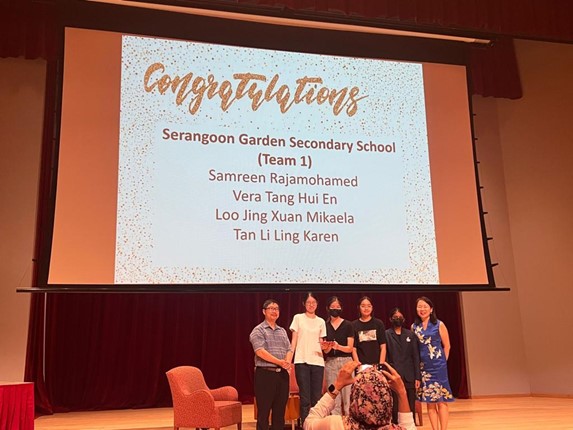 Congratulations
Serangoon Garden Secondary School
(Team 1)
Samreen Rajamohamed
Vera Tang Hui En
Loo Jing Xuan Mikaela
Tan Li Ling Karen